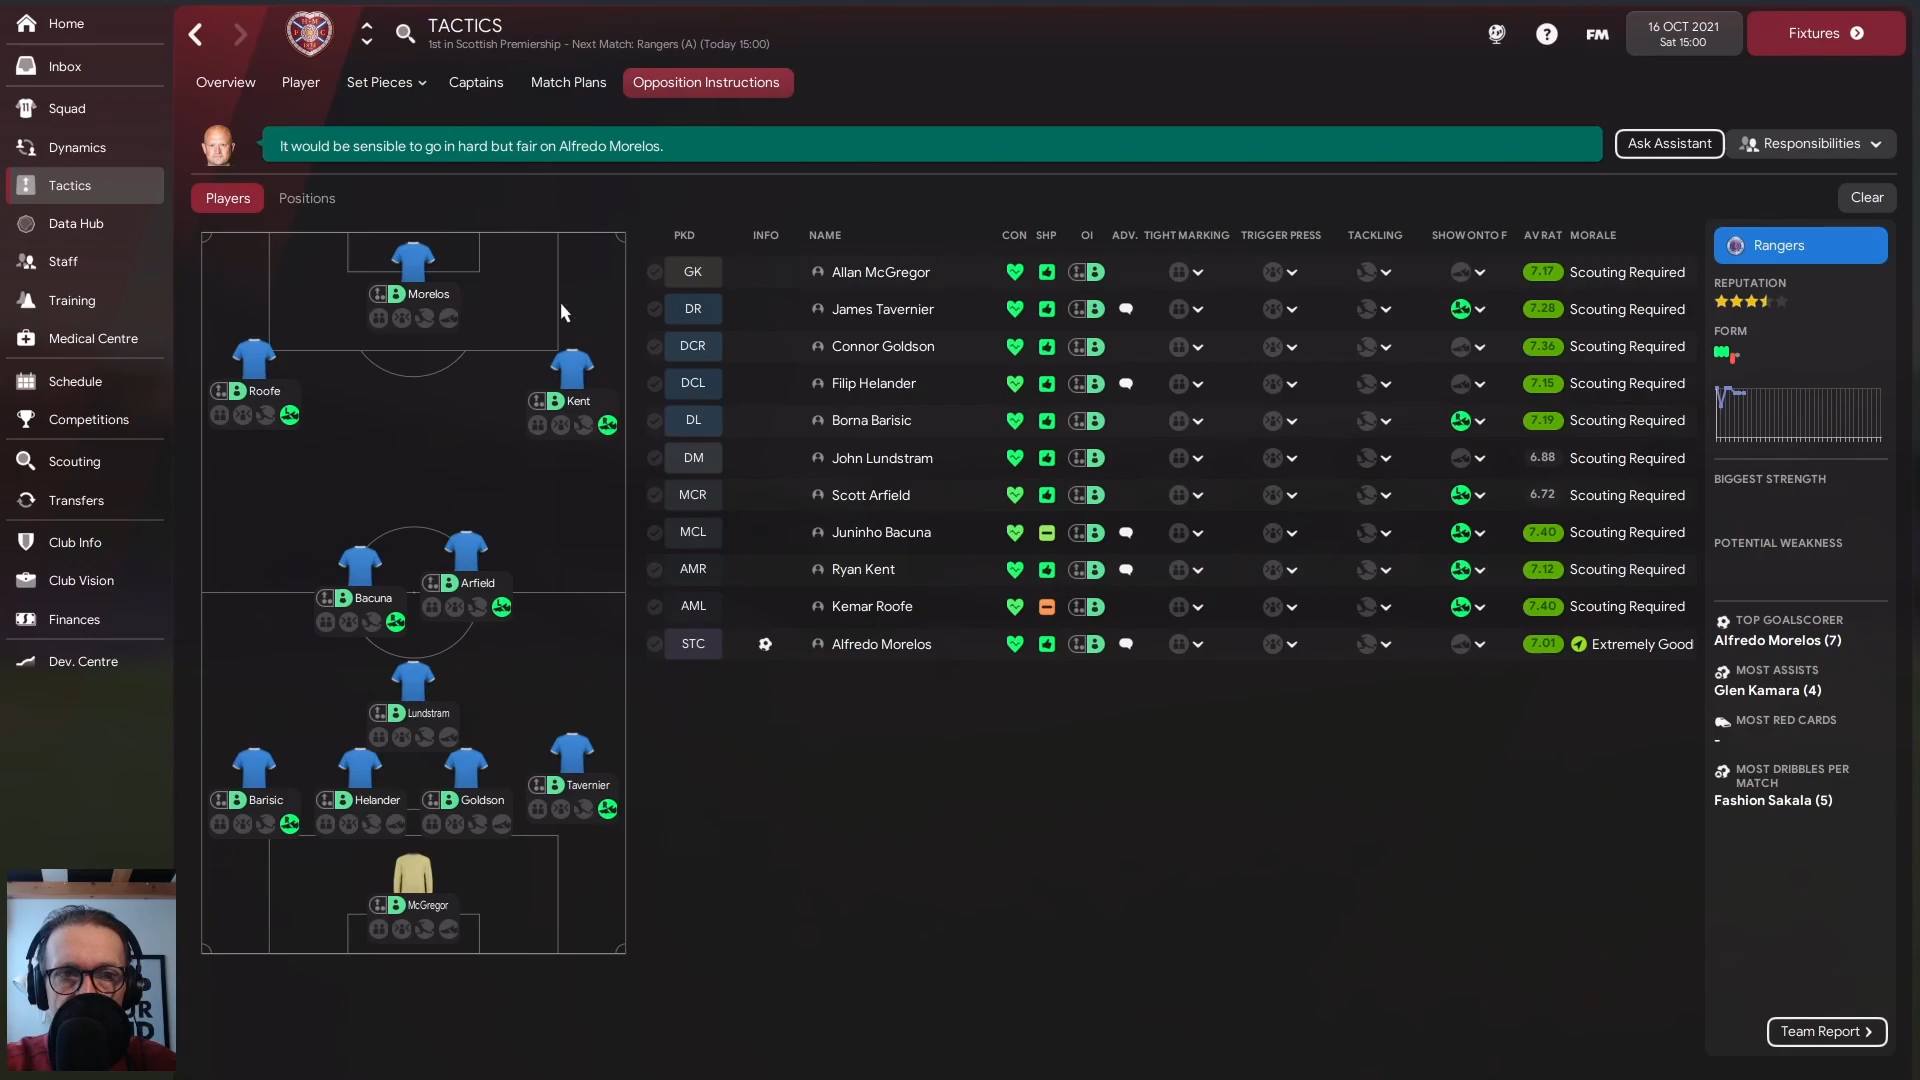 Home
Inbox
Squad
Dynamics
Tactics
Data Hub
Staff
Training
Medical Centre
Schedule
Competitions
Scouting
Transfers
Club Info
Club Vision
Finances
Dev. Centre
TACTICS
1st in Scottish Premiership - Next Match: Rangers (A) (Today 15:00)
FM
16 OCT 2021
Sat 15:00
Fixtures
Overview Player Set Pieces Captains Match Plans Opposition Instructions
It would be sensible to go in hard but fair on Alfredo Morelos.
Ask Assistant
Responsibilities
Players Positions
Clear
Morelos
Roofe
Kent
Arfield
Bacuna
Lundstram
Tavernier
Barisic
Helander
Goldson
McGregor
PKD INFO NAME CON SHP OI ADV. TIGHT MARKING TRIGGER PRESS TACKLING SHOW ONTO F AV RAT MORALE
GK Allan McGregor 7.17 Scouting Required
DR James Tavernier 7.28 Scouting Required
DCR Connor Goldson 7.36 Scouting Required
DCL Filip Helander 7.15 Scouting Required
DL Borna Barisic 7.19 Scouting Required
DM John Lundstram 6.88 Scouting Required
MCR Scott Arfield 6.72 Scouting Required
MCL Juninho Bacuna 7.40 Scouting Required
AMR Ryan Kent 7.12 Scouting Required
AML Kemar Roofe 7.40 Scouting Required
STC Alfredo Morelos 7.01 Extremely Good
Rangers
REPUTATION
FORM
BIGGEST STRENGTH
POTENTIAL WEAKNESS
TOP GOALSCORER
Alfredo Morelos (7)
MOST ASSISTS
Glen Kamara (4)
MOST RED CARDS
-
MOST DRIBBLES PER
MATCH
Fashion Sakala (5)
Team Report